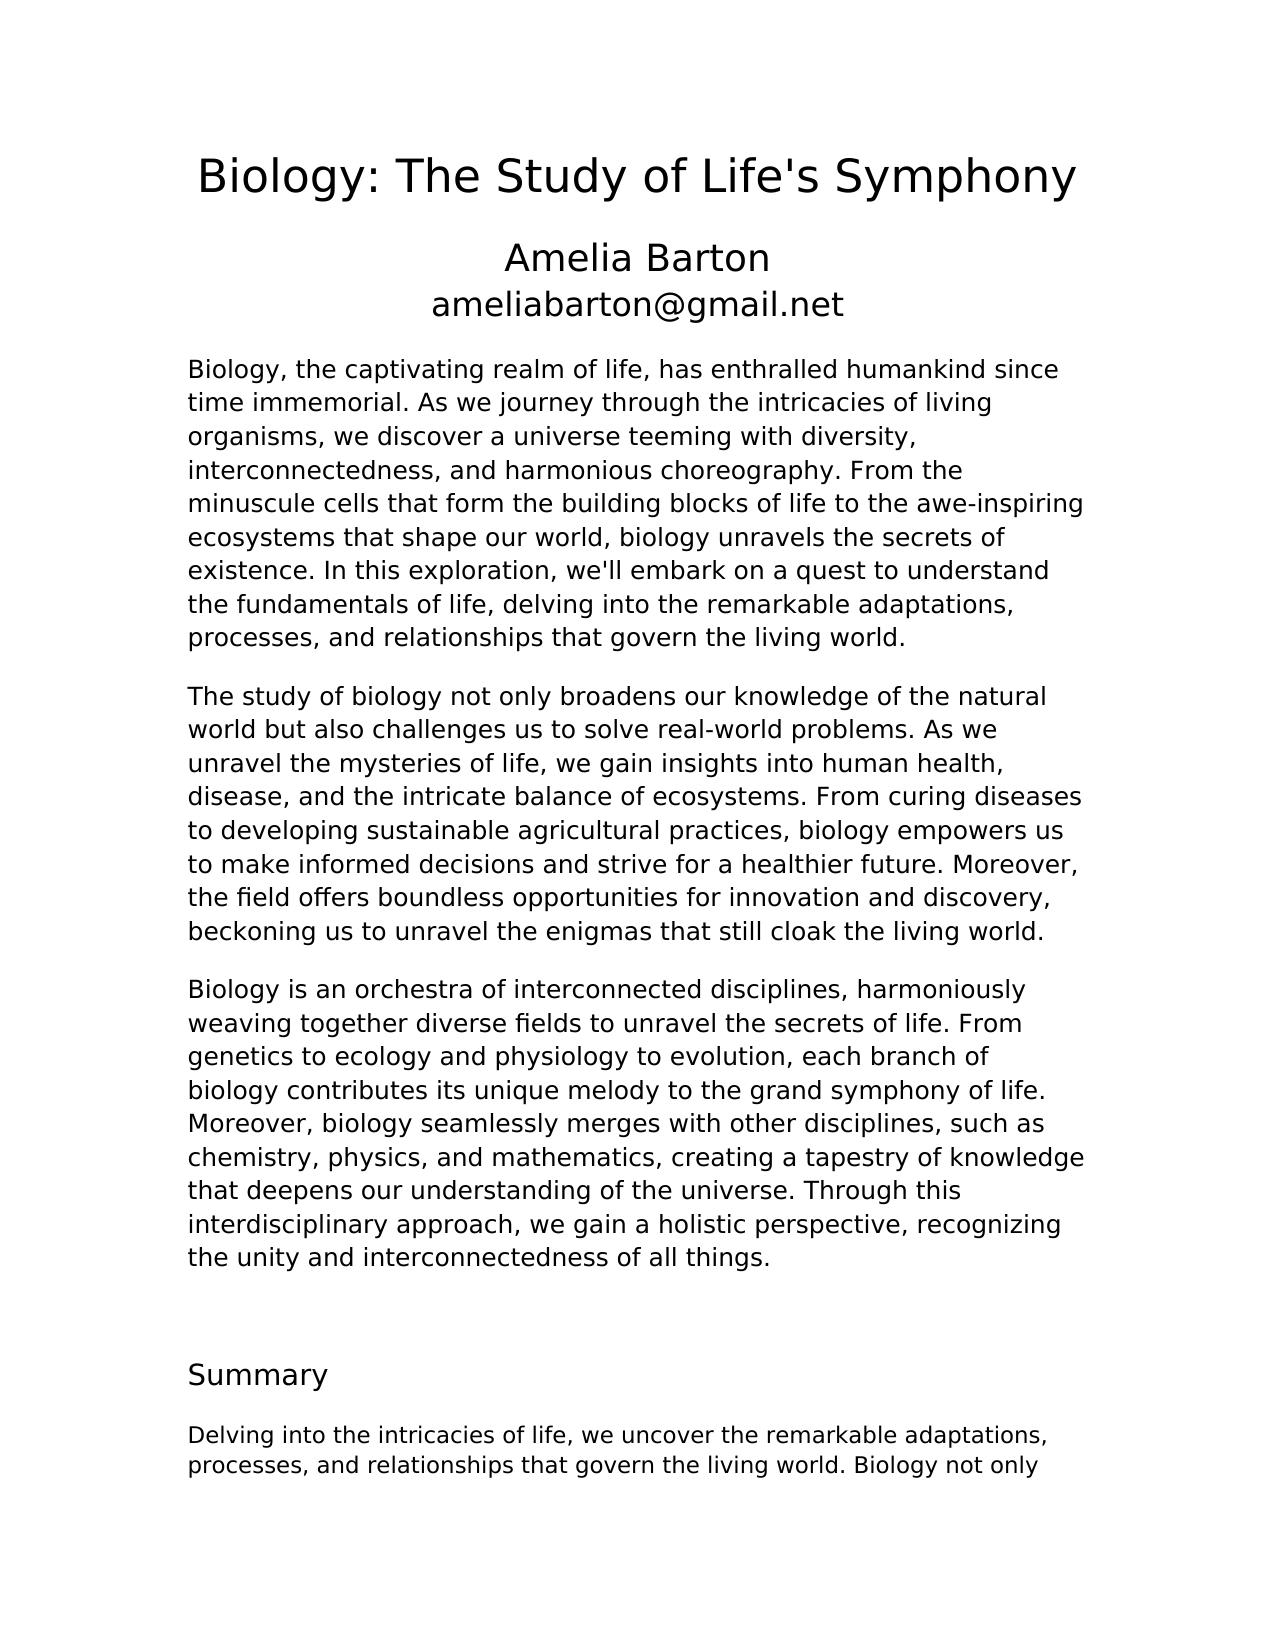 Biology: The Study of Life's Symphony
Amelia Barton
ameliabarton@gmail.net
Biology, the captivating realm of life, has enthralled humankind since
time immemorial. As we journey through the intricacies of living
organisms, we discover a universe teeming with diversity,
interconnectedness, and harmonious choreography. From the
minuscule cells that form the building blocks of life to the awe-inspiring
ecosystems that shape our world, biology unravels the secrets of
existence. In this exploration, we'll embark on a quest to understand
the fundamentals of life, delving into the remarkable adaptations,
processes, and relationships that govern the living world.
The study of biology not only broadens our knowledge of the natural
world but also challenges us to solve real-world problems. As we
unravel the mysteries of life, we gain insights into human health,
disease, and the intricate balance of ecosystems. From curing diseases
to developing sustainable agricultural practices, biology empowers us
to make informed decisions and strive for a healthier future. Moreover,
the field offers boundless opportunities for innovation and discovery,
beckoning us to unravel the enigmas that still cloak the living world.
Biology is an orchestra of interconnected disciplines, harmoniously
weaving together diverse fields to unravel the secrets of life. From
genetics to ecology and physiology to evolution, each branch of
biology contributes its unique melody to the grand symphony of life.
Moreover, biology seamlessly merges with other disciplines, such as
chemistry, physics, and mathematics, creating a tapestry of knowledge
that deepens our understanding of the universe. Through this
interdisciplinary approach, we gain a holistic perspective, recognizing
the unity and interconnectedness of all things.
Summary
Delving into the intricacies of life, we uncover the remarkable adaptations,
processes, and relationships that govern the living world. Biology not only